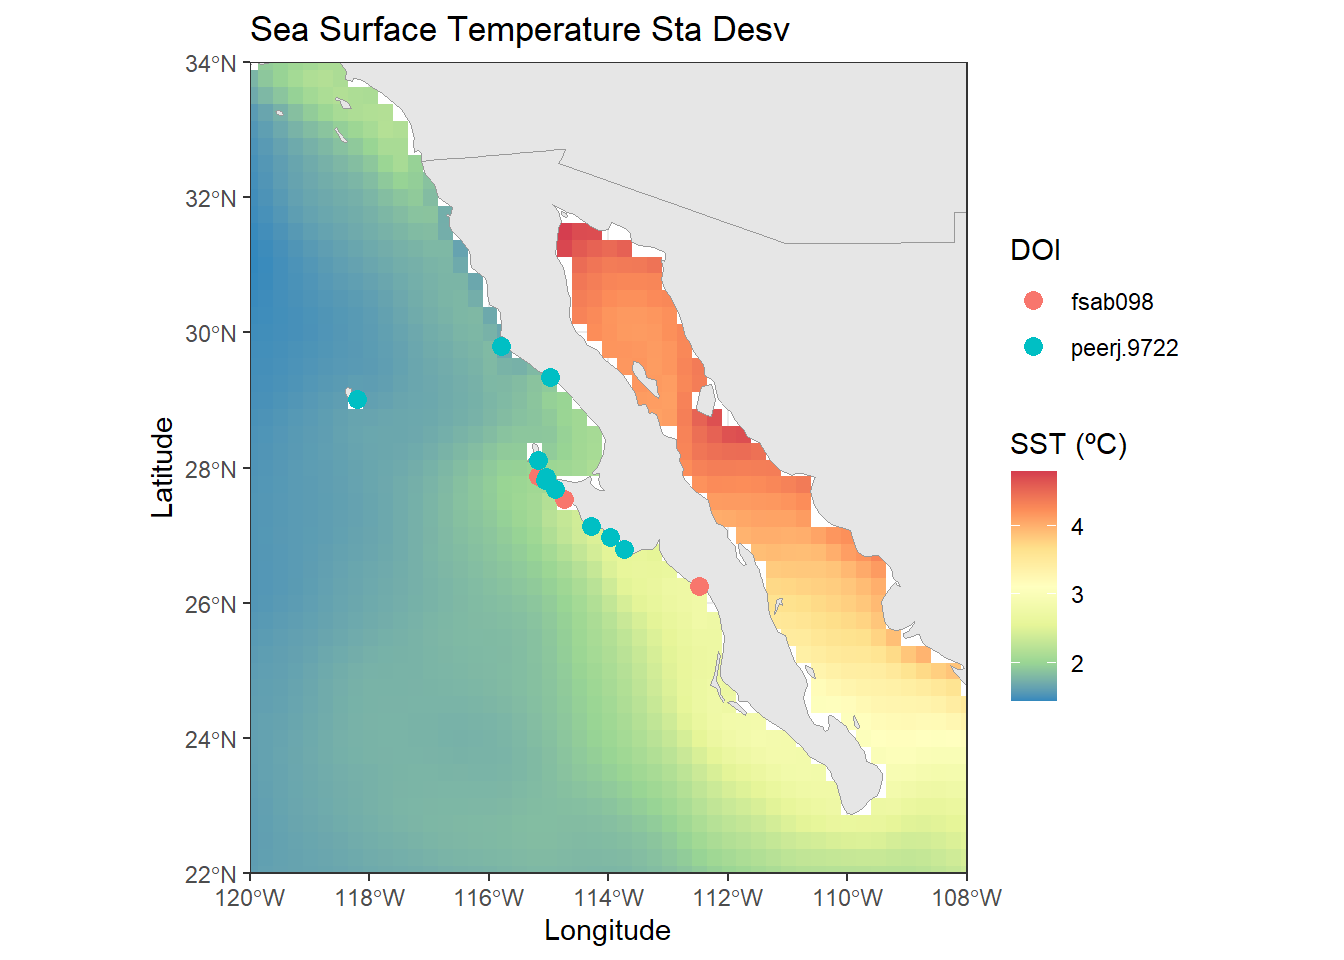 Sea Surface Temperature Sta Desv
34°N
32°N
30°N
28°N
26°N
24°N
22°N
Latitude
120°W
118°W
116°W
114°W
112°W
110°W
108°W
Longitude
DOI
fsab098
peerj.9722
SST (ºC)
4
3
2